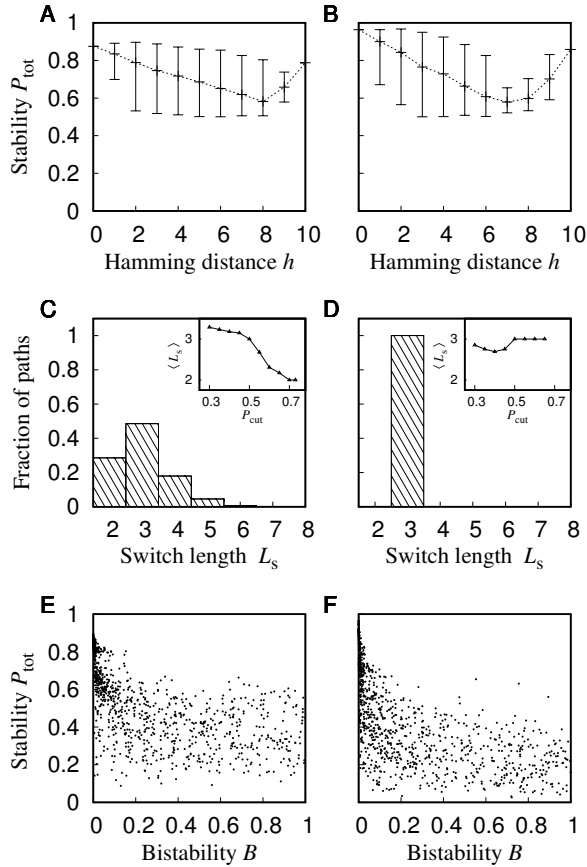 A
B
Stability P_tot
1
0.8
0.6
0.4
0.2
0
0 2 4 6 8 10
0 2 4 6 8 10
Hamming distance h
Hamming distance h
C
D
Fraction of paths
1
0.8
0.6
0.4
0.2
0
⟨L_s⟩
3
2
0.3 0.5 0.7
P_cut
⟨L_s⟩
3
2
0.3 0.5 0.7
P_cut
2 3 4 5 6 7 8
2 3 4 5 6 7 8
Switch length L_s
Switch length L_s
E
F
Stability P_tot
1
0.8
0.6
0.4
0.2
0
0 0.2 0.4 0.6 0.8 1
0 0.2 0.4 0.6 0.8 1
Bistability B
Bistability B